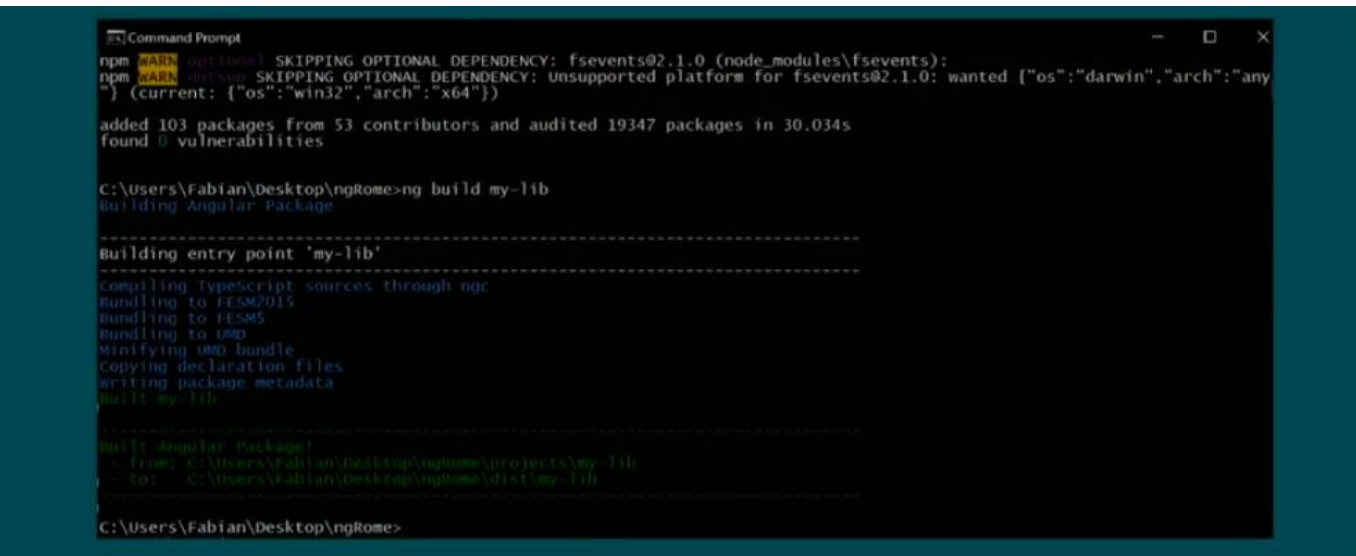 Command Prompt
npm WARN optional SKIPPING OPTIONAL DEPENDENCY: fsevents@2.1.0 (node_modules\fsevents):
npm WARN notsup SKIPPING OPTIONAL DEPENDENCY: Unsupported platform for fsevents@2.1.0: wanted {"os":"darwin","arch":"any
"} (current: {"os":"win32","arch":"x64"})
added 103 packages from 53 contributors and audited 19347 packages in 30.034s
found 0 vulnerabilities
C:\Users\Fabian\Desktop\ngRome>ng build my-lib
Building Angular Package
------------------------------------------------------------------------------
Building entry point 'my-lib'
------------------------------------------------------------------------------
Compiling TypeScript sources through ngc
Bundling to FESM2015
Bundling to FESM5
Bundling to UMD
Minifying UMD bundle
Copying declaration files
Writing package metadata
Built my-lib
------------------------------------------------------------------------------
Built Angular Package!
- from: C:\Users\Fabian\Desktop\ngRome\projects\my-lib
- to: C:\Users\Fabian\Desktop\ngRome\dist\my-lib
------------------------------------------------------------------------------
C:\Users\Fabian\Desktop\ngRome>